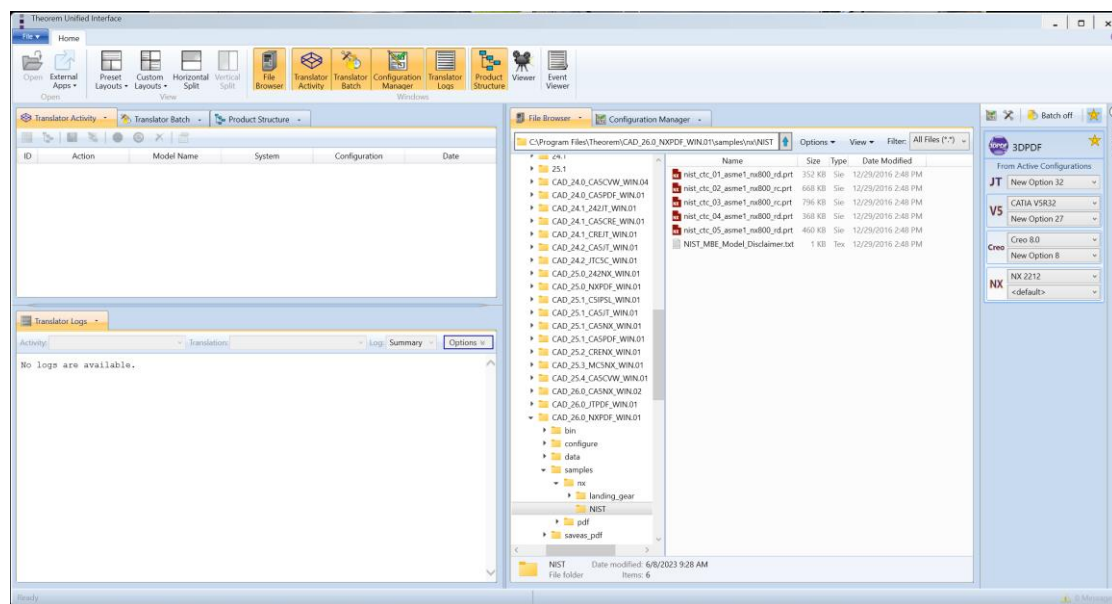 Theorem Unified Interface
File Home
Open External Apps Preset Layouts Custom Layouts Horizontal Split Vertical Split File Browser Translator Activity Translator Batch Configuration Manager Translator Logs Product Structure Viewer Event Viewer
Open View Windows
Translator Activity Translator Batch Product Structure
ID Action Model Name System Configuration Date
Translator Logs
Activity: Translation: Log: Summary Options
No logs are available.
File Browser Configuration Manager
C:\Program Files\Theorem\CAD_26.0_NXPDF_WIN.01\samples\nx\NIST Options View Filter: All Files (*.*)
24.1
25.1
CAD_24.0_CASCVW_WIN.04
CAD_24.0_CASPDF_WIN.01
CAD_24.1_242JT_WIN.01
CAD_24.1_CASCRE_WIN.01
CAD_24.1_CREJT_WIN.01
CAD_24.2_CASJT_WIN.01
CAD_24.2_JTCSC_WIN.01
CAD_25.0_242NX_WIN.01
CAD_25.0_NXPDF_WIN.01
CAD_25.1_CSIPSL_WIN.01
CAD_25.1_CASJT_WIN.01
CAD_25.1_CASNX_WIN.01
CAD_25.1_CASPDF_WIN.01
CAD_25.2_CRENX_WIN.01
CAD_25.3_MCSNX_WIN.01
CAD_25.4_CASCVW_WIN.01
CAD_26.0_CASNX_WIN.02
CAD_26.0_JTPDF_WIN.01
CAD_26.0_NXPDF_WIN.01
bin
configure
data
samples
nx
landing_gear
NIST
pdf
saveas_pdf
Name Size Type Date Modified
nist_ctc_01_asme1_nx800_rd.prt 352 KB Sie 12/29/2016 2:48 PM
nist_ctc_02_asme1_nx800_rc.prt 668 KB Sie 12/29/2016 2:48 PM
nist_ctc_03_asme1_nx800_rc.prt 796 KB Sie 12/29/2016 2:48 PM
nist_ctc_04_asme1_nx800_rd.prt 368 KB Sie 12/29/2016 2:48 PM
nist_ctc_05_asme1_nx800_rd.prt 460 KB Sie 12/29/2016 2:48 PM
NIST_MBE_Model_Disclaimer.txt 1 KB Tex 12/29/2016 2:48 PM
NIST Date modified: 6/8/2023 9:28 AM
File folder Items: 6
Batch off
3DPDF 3DPDF
From Active Configurations
JT New Option 32
V5 CATIA V5R32
New Option 27
Creo Creo 8.0
New Option 8
NX NX 2212
<default>
Ready 0 Message